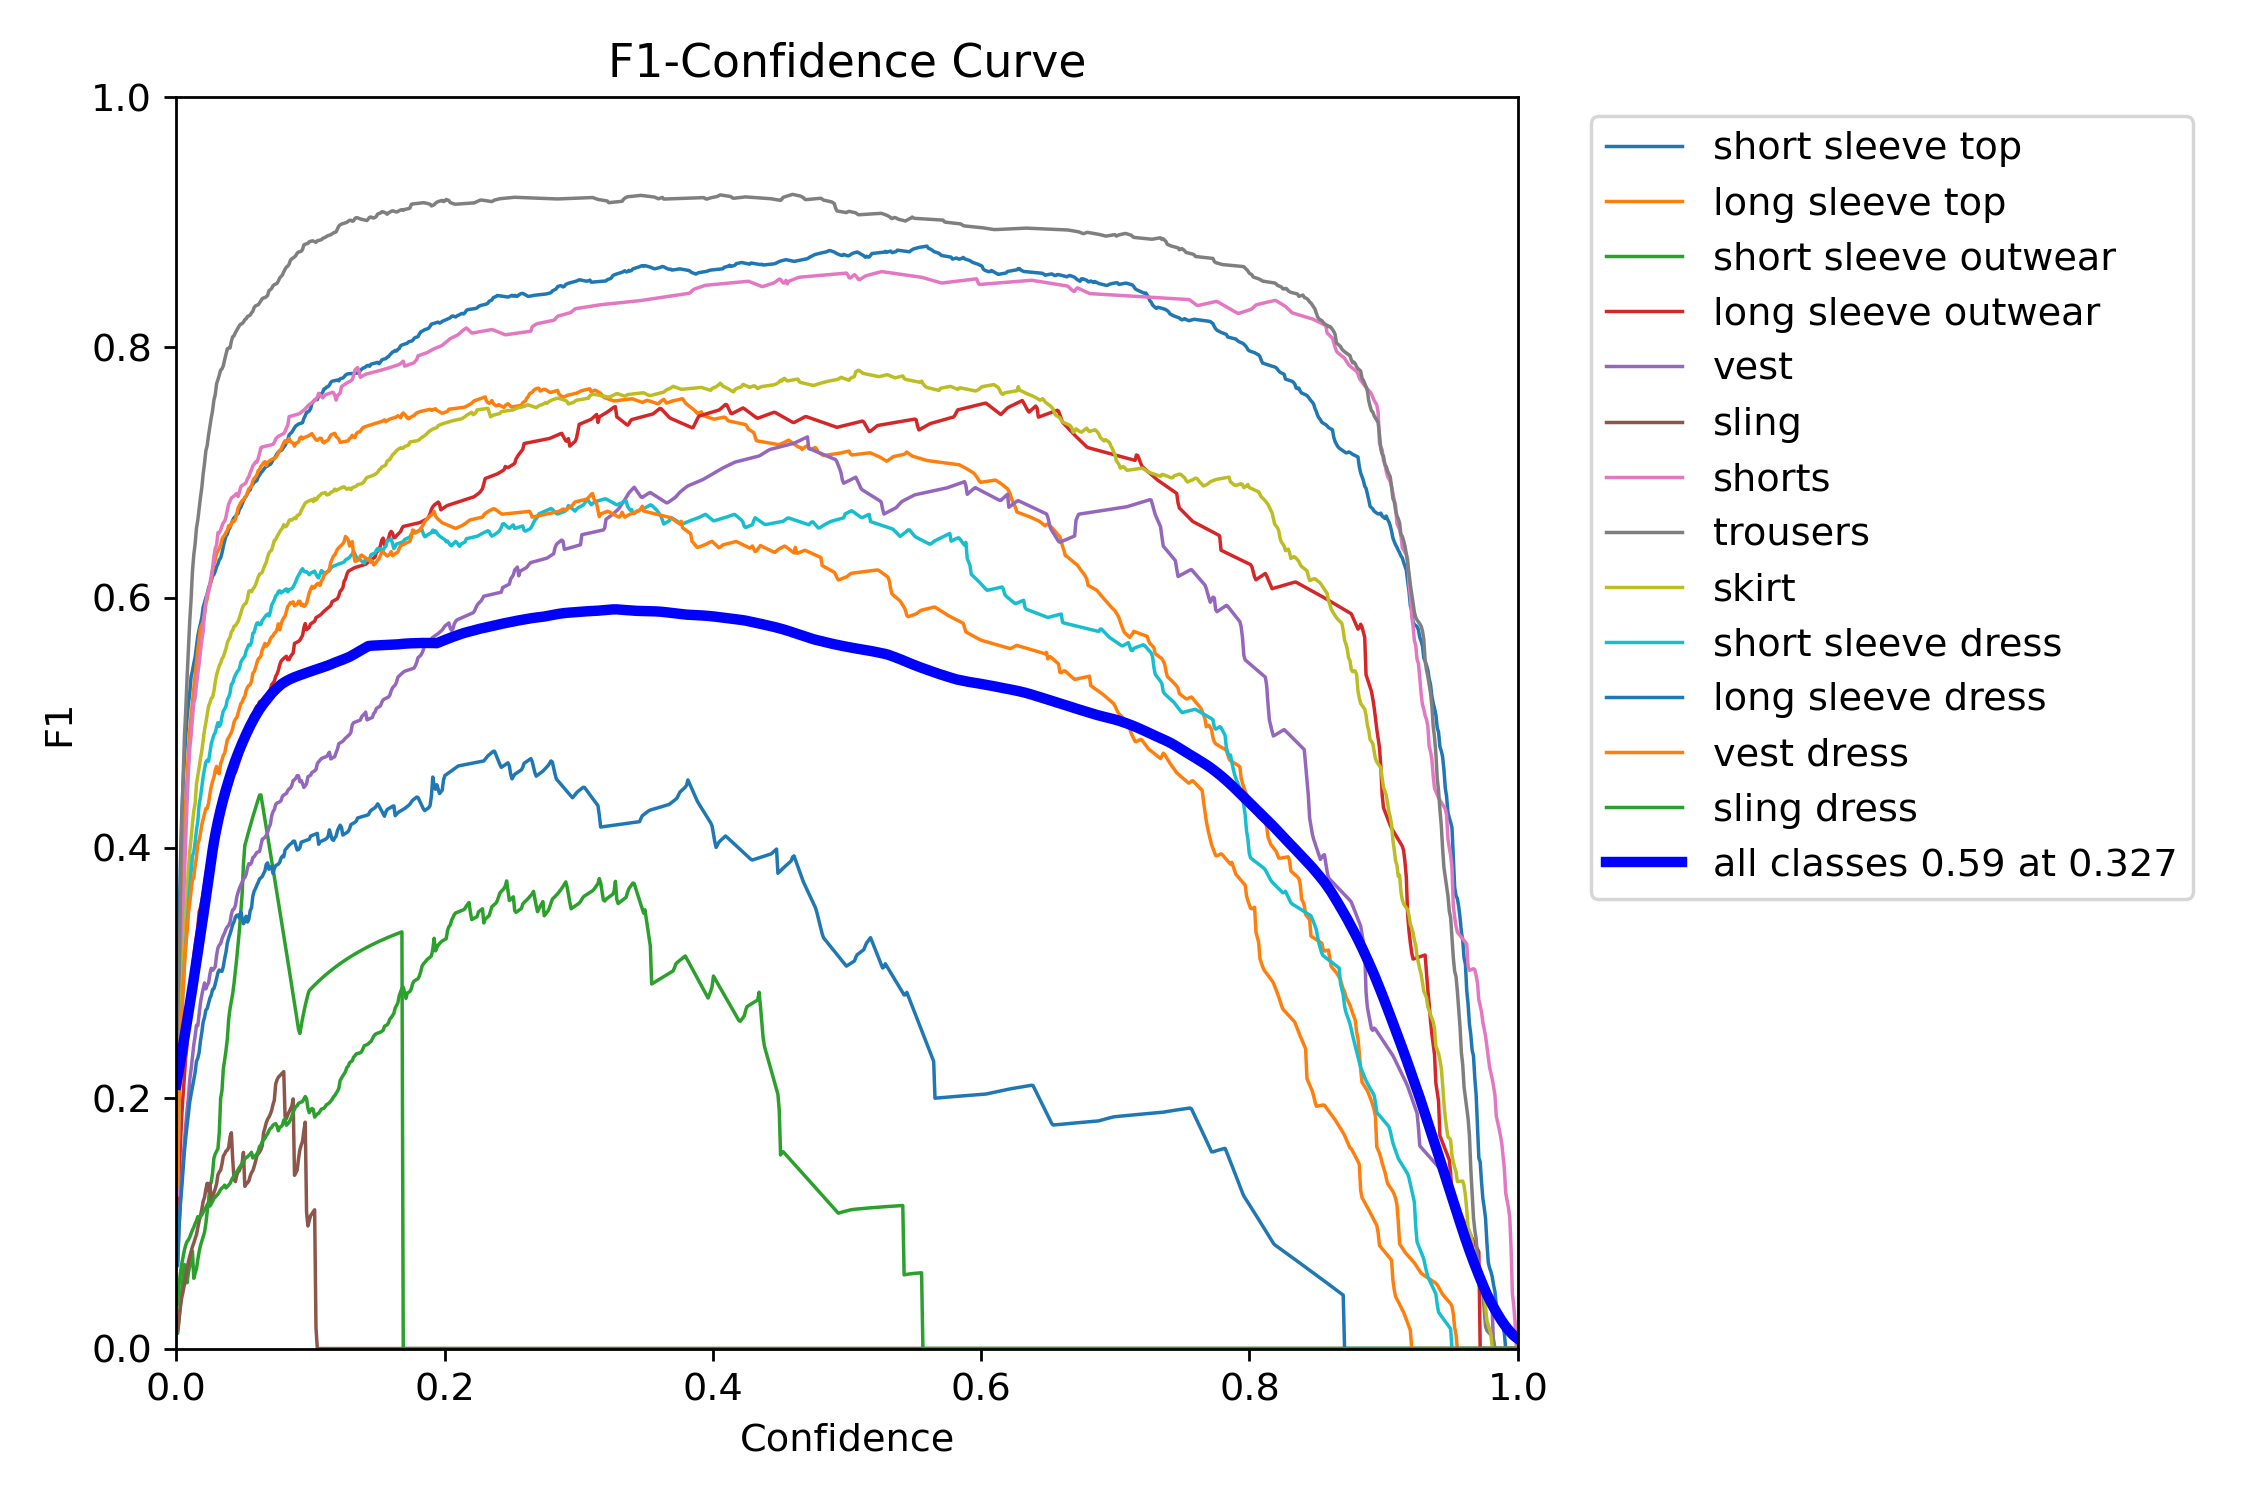 F1-Confidence Curve
1.0
0.8
0.6
0.4
0.2
0.0
F1
0.0 0.2 0.4 0.6 0.8 1.0
Confidence
short sleeve top
long sleeve top
short sleeve outwear
long sleeve outwear
vest
sling
shorts
trousers
skirt
short sleeve dress
long sleeve dress
vest dress
sling dress
all classes 0.59 at 0.327